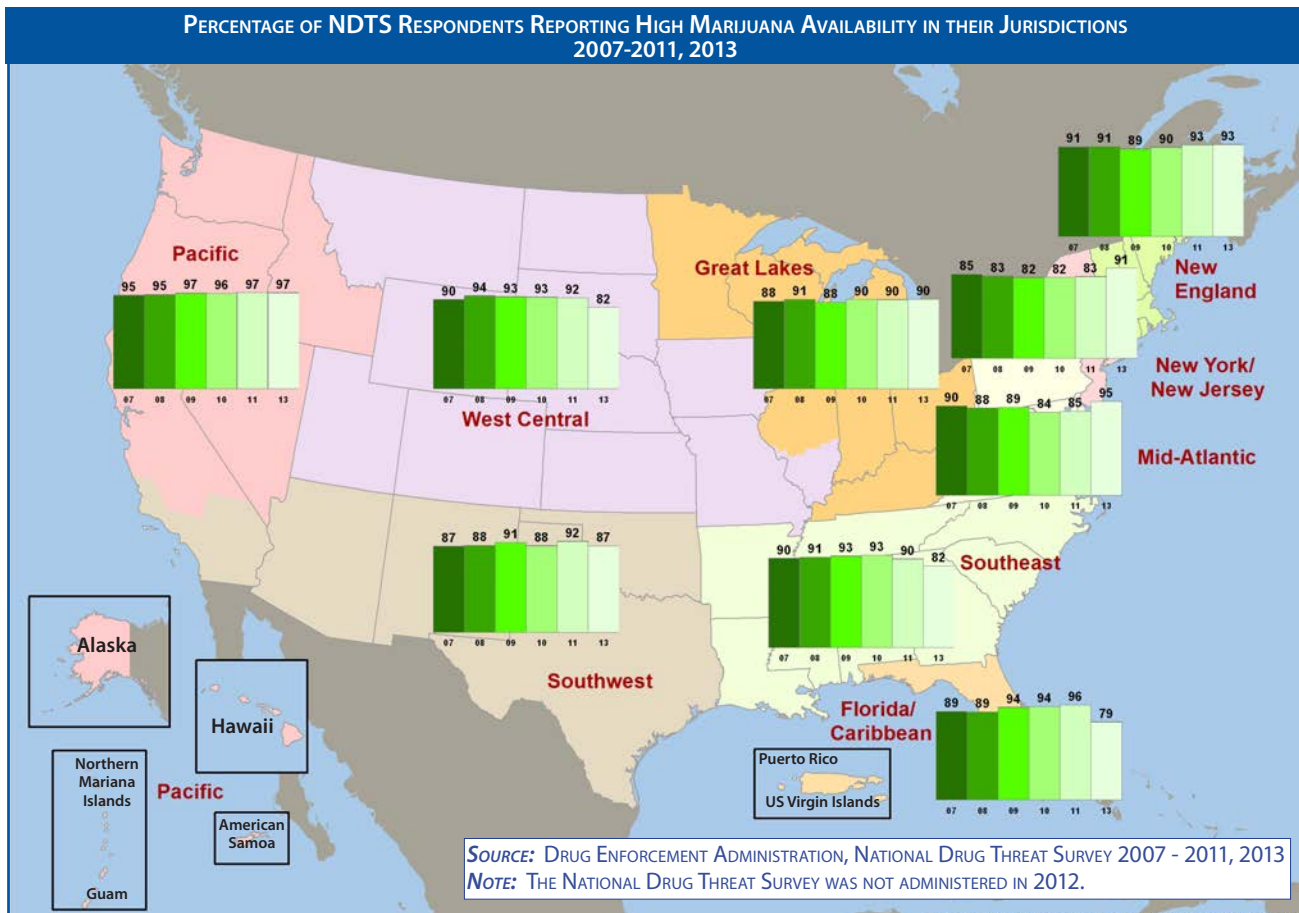 PERCENTAGE OF NDTS RESPONDENTS REPORTING HIGH MARIJUANA AVAILABILITY IN THEIR JURISDICTIONS
2007-2011, 2013
91 91 89 90 93 93
07 08 09 10 11 13
New
England
Pacific
95 95 97 96 97 97
07 08 09 10 11 13
90 94 93 93 92 82
07 08 09 10 11 13
West Central
Great Lakes
88 91 88 90 90 90
07 08 09 10 11 13
85 83 82 82 83 91
07 08 09 10 11 13
New York/
New Jersey
90 88 89 84 85 95
07 08 09 10 11 13
Mid-Atlantic
87 88 91 88 92 87
07 08 09 10 11 13
Southwest
90 91 93 93 90 82
07 08 09 10 11 13
Southeast
89 89 94 94 96 79
07 08 09 10 11 13
Florida/
Caribbean
Alaska
Hawaii
Northern
Mariana
Islands
Guam
Pacific
American
Samoa
Puerto Rico
US Virgin Islands
SOURCE: DRUG ENFORCEMENT ADMINISTRATION, NATIONAL DRUG THREAT SURVEY 2007 - 2011, 2013
NOTE: THE NATIONAL DRUG THREAT SURVEY WAS NOT ADMINISTERED IN 2012.